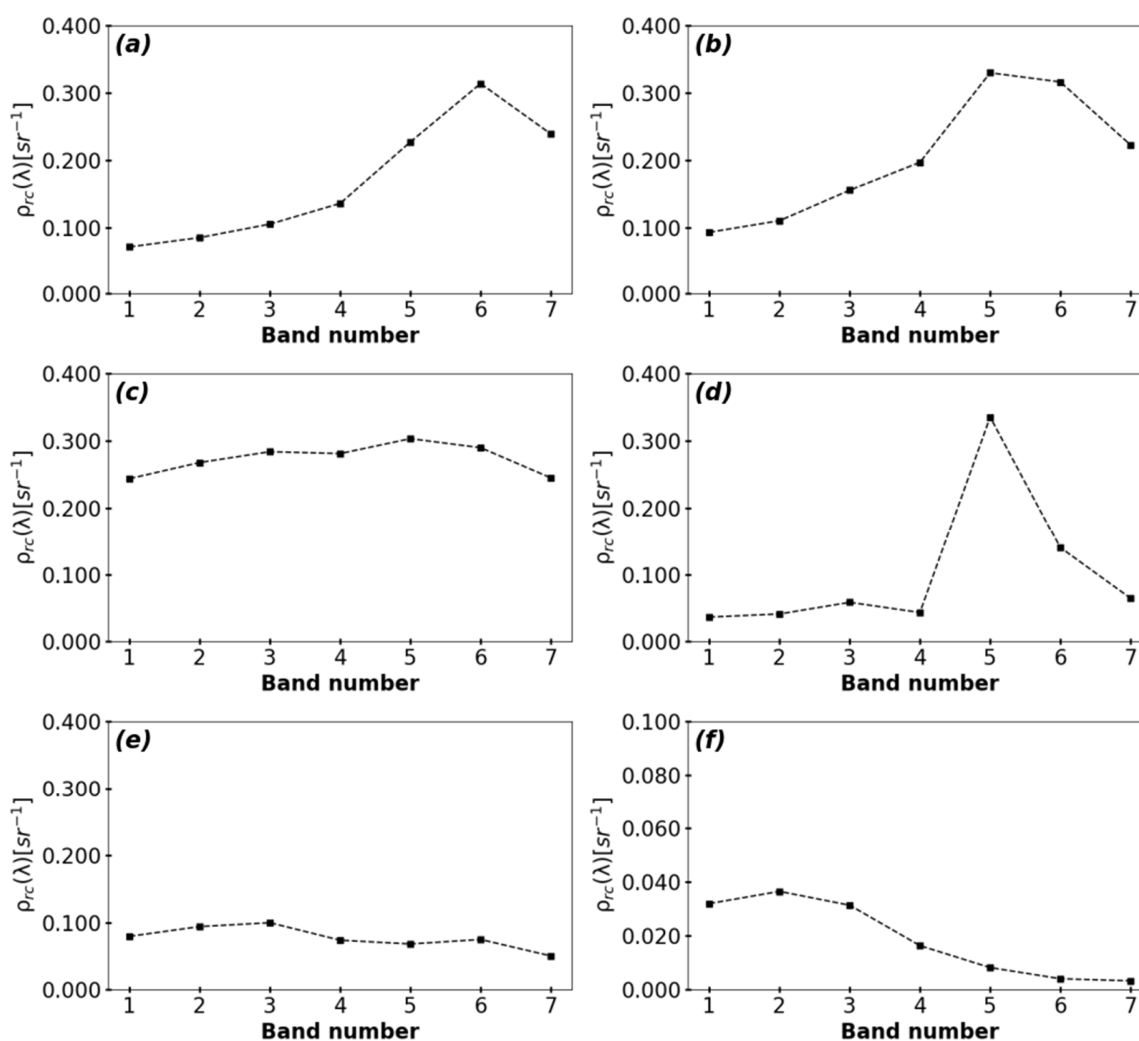 (a)
0.400
0.300
0.200
0.100
0.000
ρrc(λ)[sr⁻¹]
1 2 3 4 5 6 7
Band number
(b)
0.400
0.300
0.200
0.100
0.000
ρrc(λ)[sr⁻¹]
1 2 3 4 5 6 7
Band number
(c)
0.400
0.300
0.200
0.100
0.000
ρrc(λ)[sr⁻¹]
1 2 3 4 5 6 7
Band number
(d)
0.400
0.300
0.200
0.100
0.000
ρrc(λ)[sr⁻¹]
1 2 3 4 5 6 7
Band number
(e)
0.400
0.300
0.200
0.100
0.000
ρrc(λ)[sr⁻¹]
1 2 3 4 5 6 7
Band number
(f)
0.100
0.080
0.060
0.040
0.020
0.000
ρrc(λ)[sr⁻¹]
1 2 3 4 5 6 7
Band number